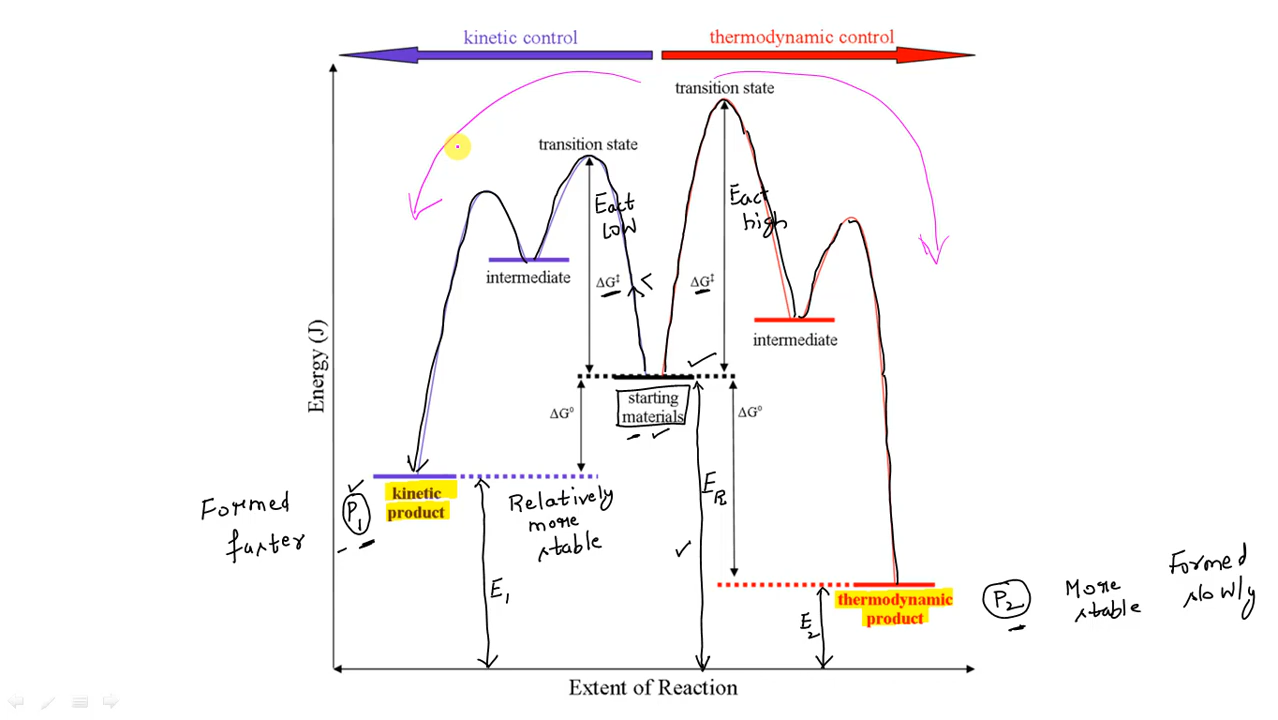 kinetic control
thermodynamic control
transition state
transition state
Eact
low
Eact
high
intermediate
ΔG‡
ΔG‡
intermediate
Energy (J)
starting
materials
ΔG°
ΔG°
kinetic
product
P1
Formed
faster
Relatively
more
stable
ER
E1
thermodynamic
product
E2
P2
More
stable
Formed
slowly
Extent of Reaction